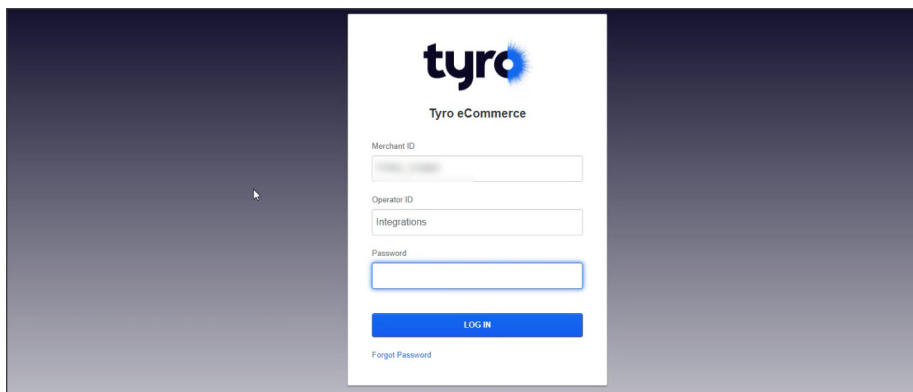 tyro
Tyro eCommerce
Merchant ID
Operator ID
Integrations
Password
LOG IN
Forgot Password